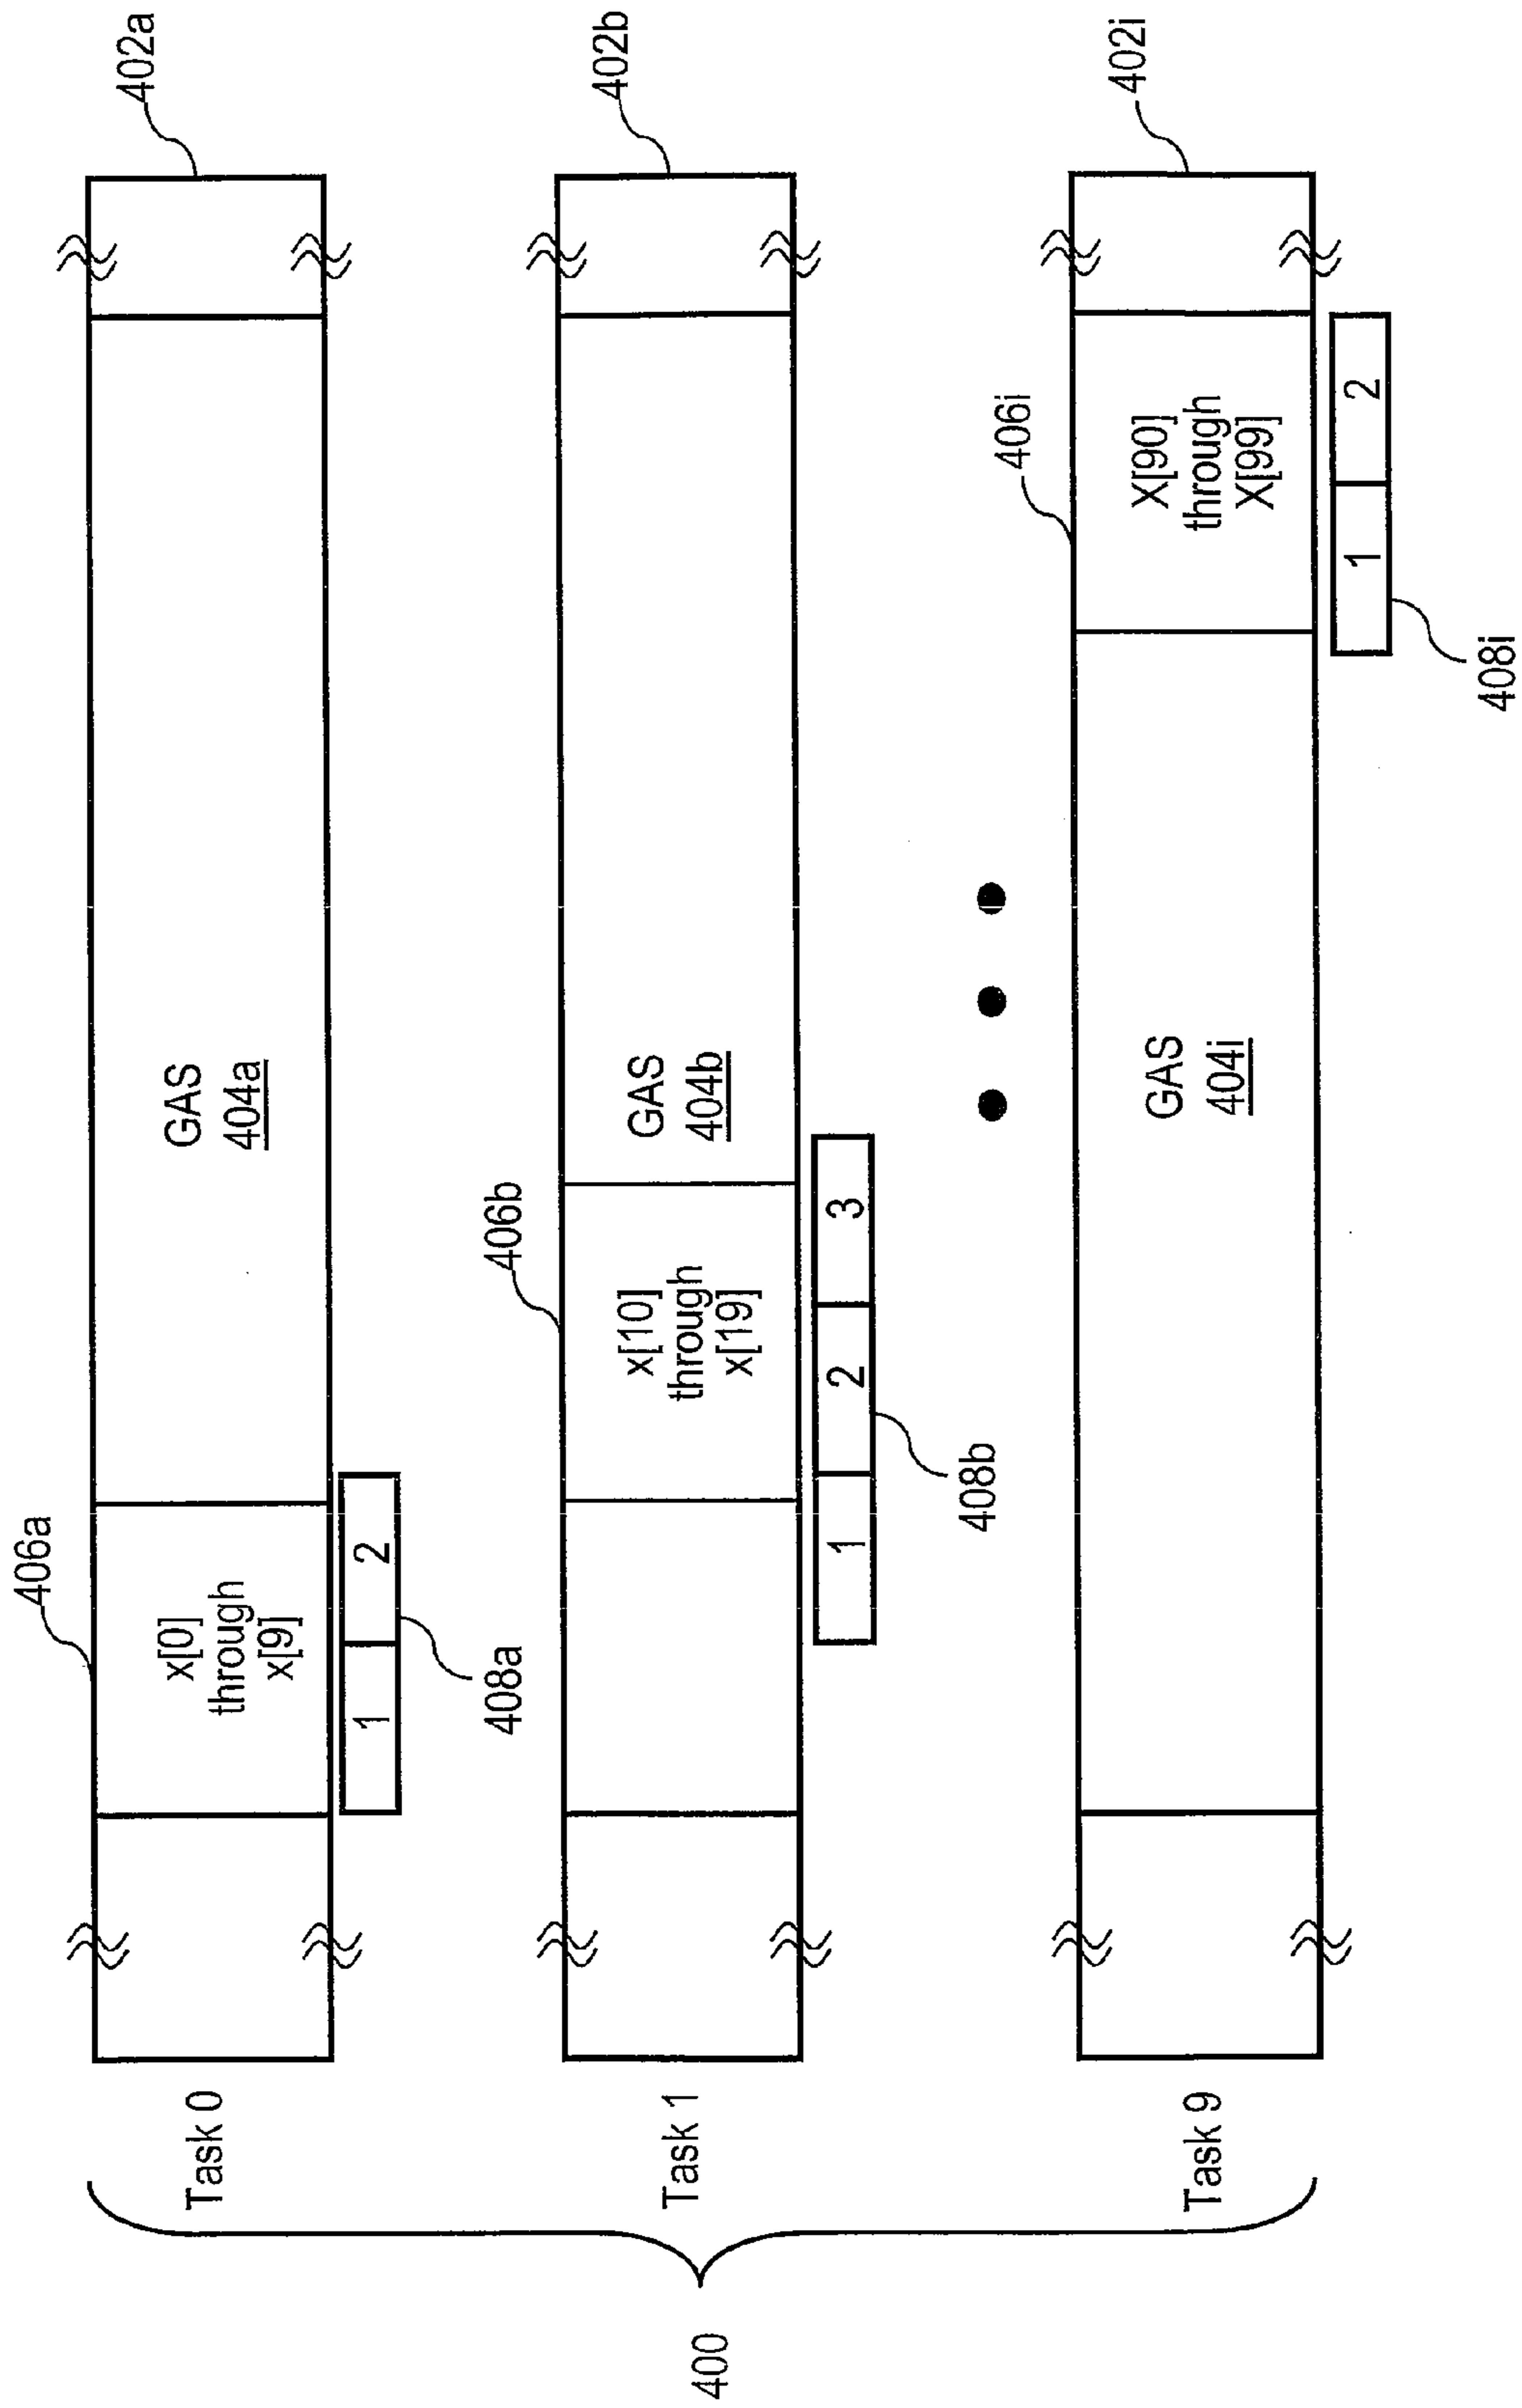 402a
406a
Task 0
x[0]
through
x[9]
GAS
404a
1
2
408a
402b
406b
Task 1
x[10]
through
x[19]
GAS
404b
1
2
3
408b
400
402i
406i
Task 9
GAS
404i
X[90]
through
X[99]
1
2
408i